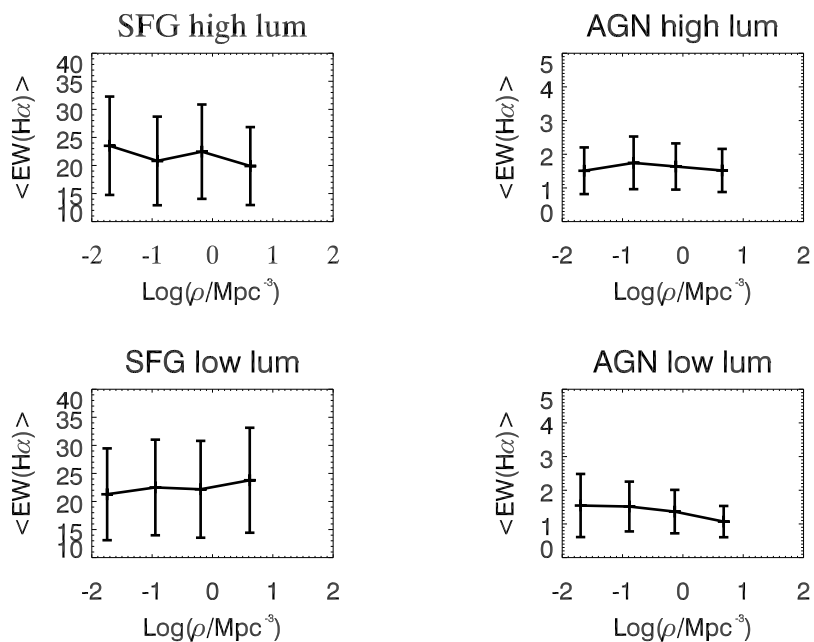 SFG high lum
<EW(Hα)>
40
35
30
25
20
15
10
-2 -1 0 1 2
Log(ρ/Mpc⁻³)
AGN high lum
<EW(Hα)>
5
4
3
2
1
0
-2 -1 0 1 2
Log(ρ/Mpc⁻³)
SFG low lum
<EW(Hα)>
40
35
30
25
20
15
10
-2 -1 0 1 2
Log(ρ/Mpc⁻³)
AGN low lum
<EW(Hα)>
5
4
3
2
1
0
-2 -1 0 1 2
Log(ρ/Mpc⁻³)